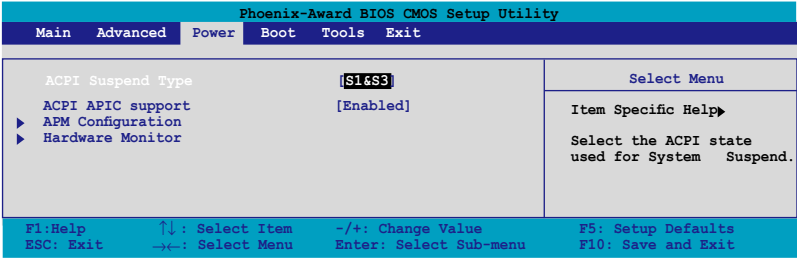 Phoenix-Award BIOS CMOS Setup Utility
Main Advanced Power Boot Tools Exit
ACPI Suspend Type [S1&S3]
ACPI APIC support [Enabled]
APM Configuration
Hardware Monitor
Select Menu
Item Specific Help
Select the ACPI state
used for System Suspend.
F1:Help ↑↓: Select Item -/+: Change Value F5: Setup Defaults
ESC: Exit →←: Select Menu Enter: Select Sub-menu F10: Save and Exit